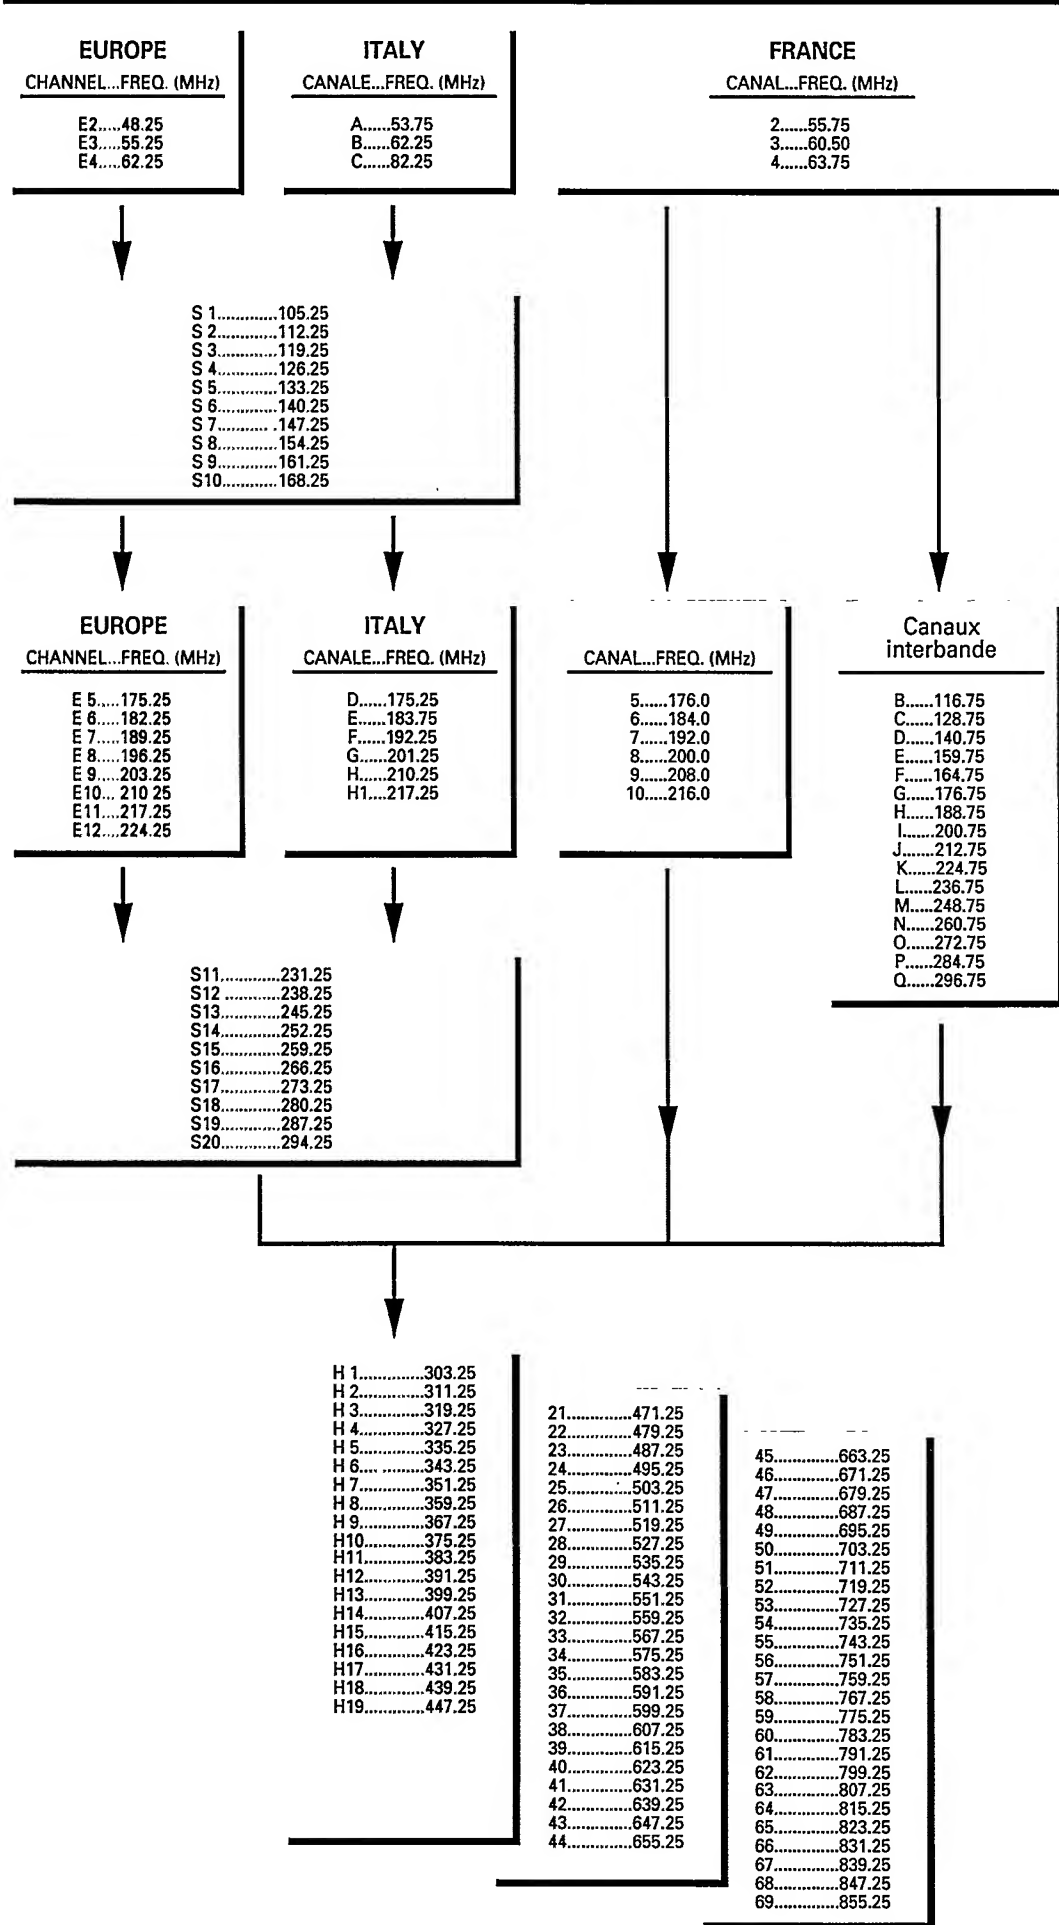 EUROPE
CHANNEL...FREQ. (MHz)
E2.....48.25
E3.....55.25
E4.....62.25
ITALY
CANALE...FREQ. (MHz)
A......53.75
B......62.25
C......82.25
FRANCE
CANAL...FREQ. (MHz)
2......55.75
3......60.50
4......63.75
S 1.............105.25
S 2.............112.25
S 3.............119.25
S 4.............126.25
S 5.............133.25
S 6.............140.25
S 7.............147.25
S 8.............154.25
S 9.............161.25
S10............168.25
EUROPE
CHANNEL...FREQ. (MHz)
E 5.....175.25
E 6.....182.25
E 7.....189.25
E 8.....196.25
E 9.....203.25
E10... 210 25
E11....217.25
E12....224.25
ITALY
CANALE...FREQ. (MHz)
D......175.25
E......183.75
F......192.25
G......201.25
H......210.25
H1....217.25
CANAL...FREQ. (MHz)
5......176.0
6......184.0
7......192.0
8......200.0
9......208.0
10.....216.0
Canaux
interbande
B......116.75
C......128.75
D......140.75
E......159.75
F......164.75
G......176.75
H......188.75
I......200.75
J.......212.75
K......224.75
L......236.75
M.....248.75
N......260.75
O......272.75
P......284.75
Q......296.75
S11.............231.25
S12 ............238.25
S13.............245.25
S14.............252.25
S15.............259.25
S16.............266.25
S17.............273.25
S18.............280.25
S19.............287.25
S20.............294.25
H 1..............303.25
H 2..............311.25
H 3..............319.25
H 4..............327.25
H 5..............335.25
H 6..............343.25
H 7..............351.25
H 8..............359.25
H 9..............367.25
H10.............375.25
H11.............383.25
H12.............391.25
H13.............399.25
H14.............407.25
H15.............415.25
H16.............423.25
H17.............431.25
H18.............439.25
H19.............447.25
21..............471.25
22..............479.25
23..............487.25
24..............495.25
25..............503.25
26..............511.25
27..............519.25
28..............527.25
29..............535.25
30..............543.25
31..............551.25
32..............559.25
33..............567.25
34..............575.25
35..............583.25
36..............591.25
37..............599.25
38..............607.25
39..............615.25
40..............623.25
41..............631.25
42..............639.25
43..............647.25
44..............655.25
45..............663.25
46..............671.25
47..............679.25
48..............687.25
49..............695.25
50..............703.25
51..............711.25
52..............719.25
53..............727.25
54..............735.25
55..............743.25
56..............751.25
57..............759.25
58..............767.25
59..............775.25
60..............783.25
61..............791.25
62..............799.25
63..............807.25
64..............815.25
65..............823.25
66..............831.25
67..............839.25
68..............847.25
69..............855.25